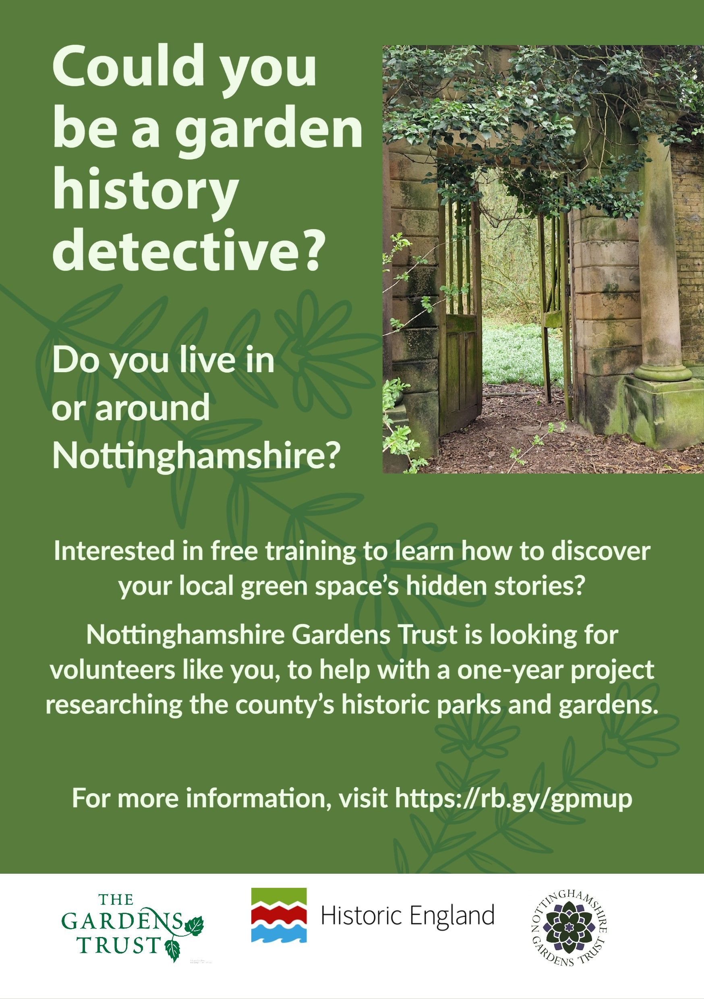 Could you
be a garden
history
detective?
Do you live in
or around
Nottinghamshire?
Interested in free training to learn how to discover
your local green space’s hidden stories?
Nottinghamshire Gardens Trust is looking for
volunteers like you, to help with a one-year project
researching the county’s historic parks and gardens.
For more information, visit https://rb.gy/gpmup
THE
GARDENS
TRUST
Historic England
NOTTINGHAMSHIRE
GARDENS TRUST